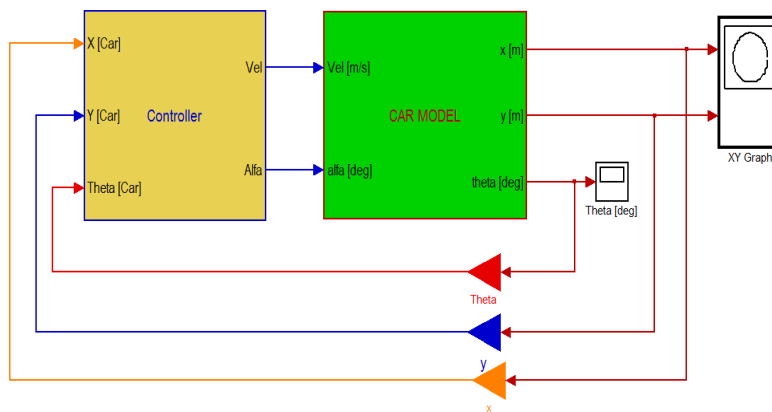 X [Car]
Y [Car]
Theta [Car]
Controller
Vel
Alfa
Vel [m/s]
alfa [deg]
CAR MODEL
x [m]
y [m]
theta [deg]
XY Graph
Theta [deg]
Theta
y
x